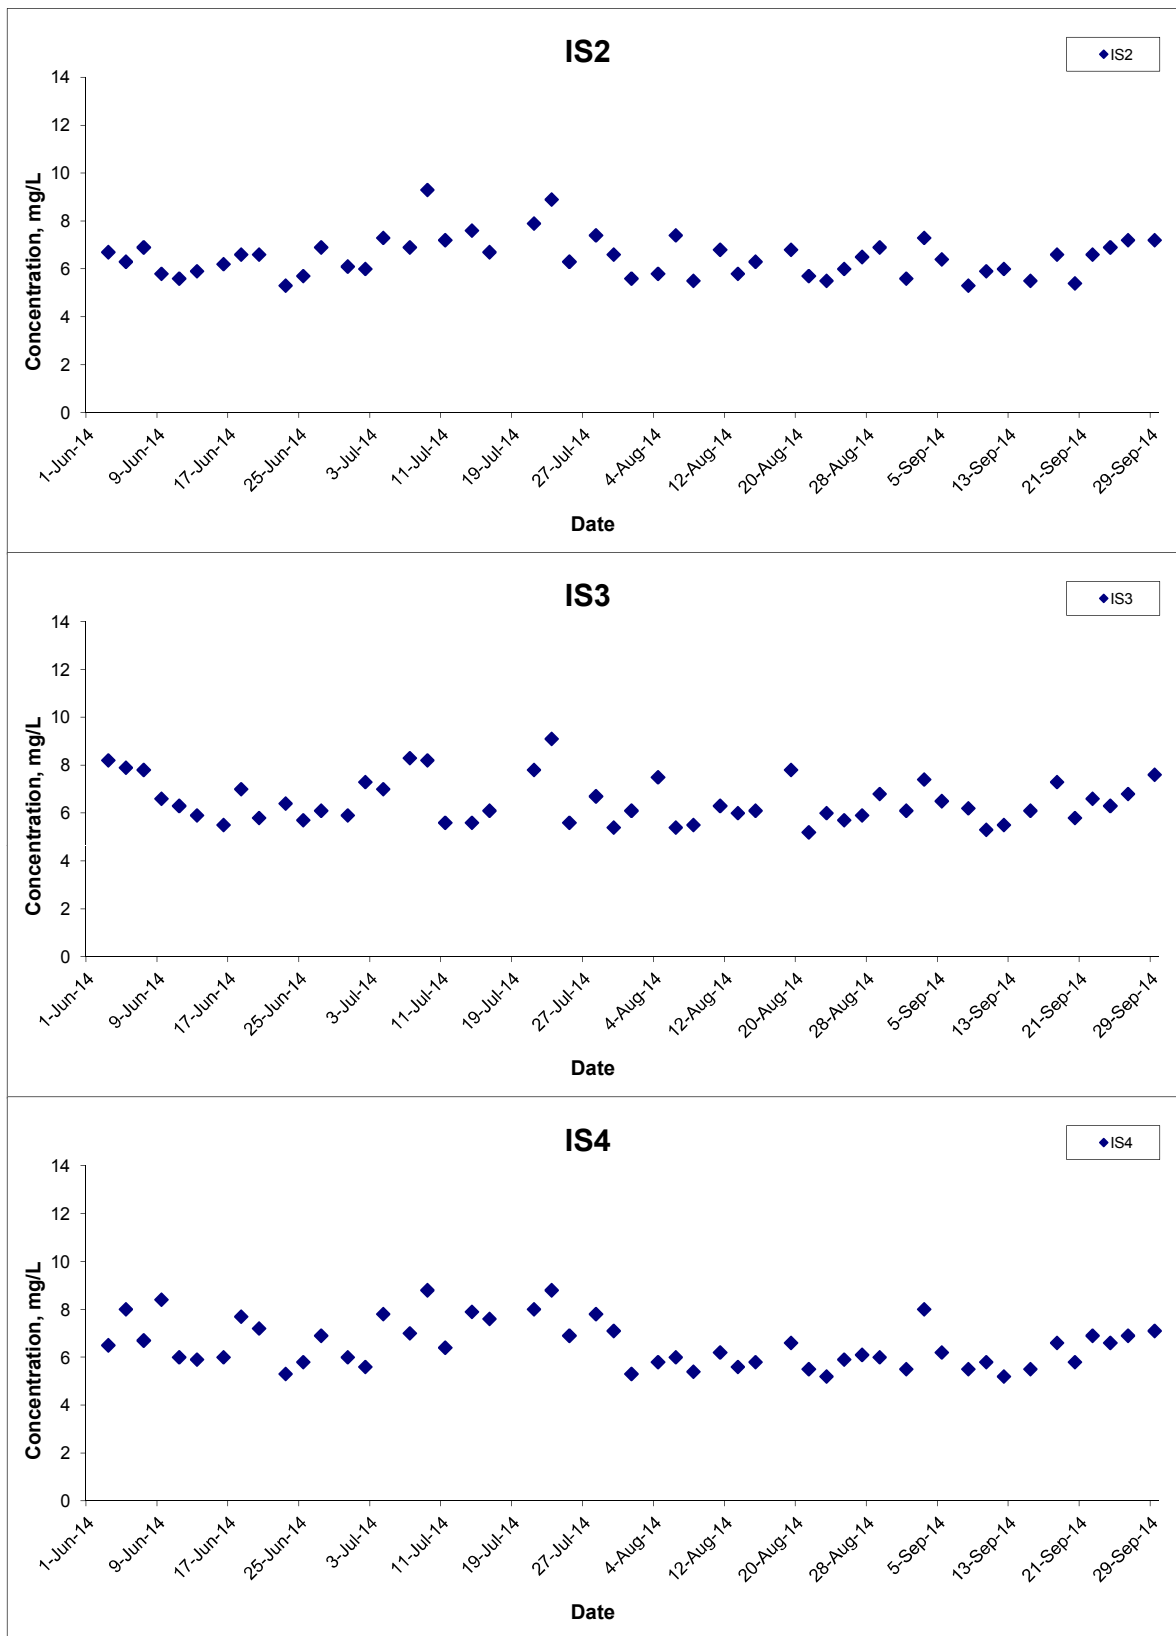 IS2
IS2
14
12
10
8
6
4
2
0
Concentration, mg/L
1-Jun-14
9-Jun-14
17-Jun-14
25-Jun-14
3-Jul-14
11-Jul-14
19-Jul-14
27-Jul-14
4-Aug-14
12-Aug-14
20-Aug-14
28-Aug-14
5-Sep-14
13-Sep-14
21-Sep-14
29-Sep-14
Date
IS3
IS3
14
12
10
8
6
4
2
0
Concentration, mg/L
1-Jun-14
9-Jun-14
17-Jun-14
25-Jun-14
3-Jul-14
11-Jul-14
19-Jul-14
27-Jul-14
4-Aug-14
12-Aug-14
20-Aug-14
28-Aug-14
5-Sep-14
13-Sep-14
21-Sep-14
29-Sep-14
Date
IS4
IS4
14
12
10
8
6
4
2
0
Concentration, mg/L
1-Jun-14
9-Jun-14
17-Jun-14
25-Jun-14
3-Jul-14
11-Jul-14
19-Jul-14
27-Jul-14
4-Aug-14
12-Aug-14
20-Aug-14
28-Aug-14
5-Sep-14
13-Sep-14
21-Sep-14
29-Sep-14
Date